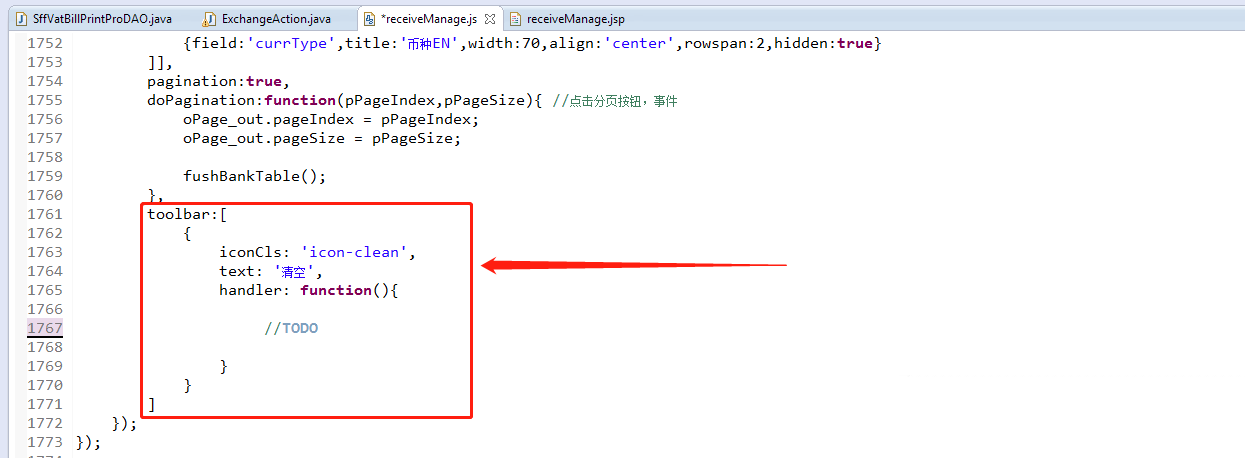 SffVatBillPrintProDAO.java ExchangeAction.java *receiveManage.js receiveManage.jsp
1752 {field:'currType',title:'币种EN',width:70,align:'center',rowspan:2,hidden:true}
1753 ]],
1754 pagination:true,
1755 doPagination:function(pPageIndex,pPageSize){ //点击分页按钮，事件
1756 oPage_out.pageIndex = pPageIndex;
1757 oPage_out.pageSize = pPageSize;
1758
1759 fushBankTable();
1760 },
1761 toolbar:[
1762 {
1763 iconCls: 'icon-clean',
1764 text: '清空',
1765 handler: function(){
1766
1767 //TODO
1768
1769 }
1770 }
1771 ]
1772 });
1773 });